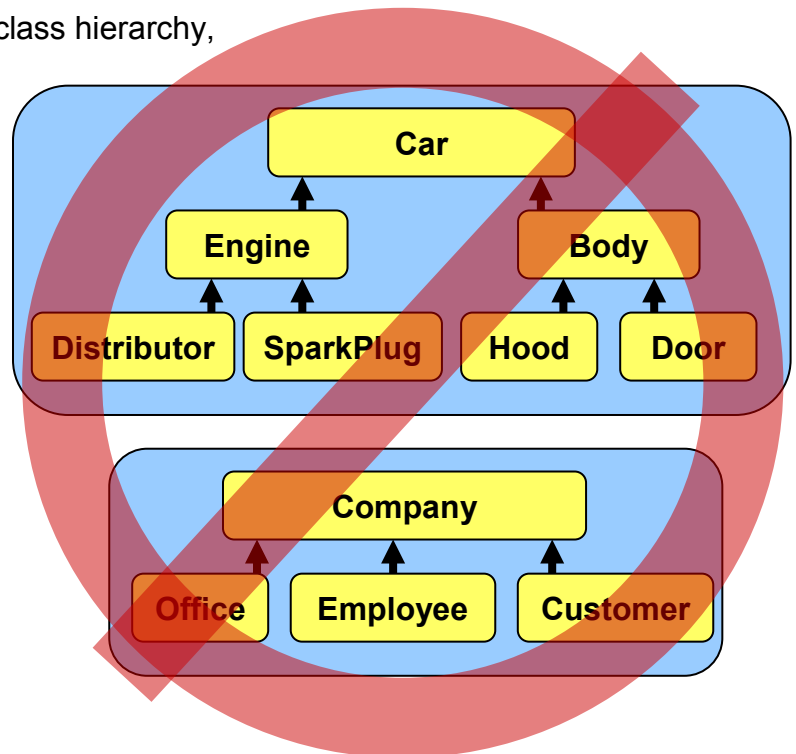 class hierarchy,
Car
Engine Body
Distributor SparkPlug Hood Door
Company
Office Employee Customer